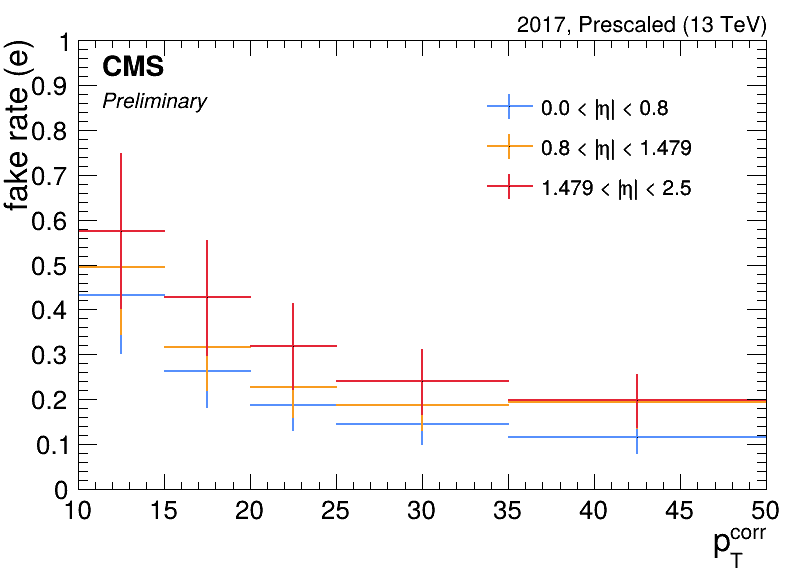 2017, Prescaled (13 TeV)
CMS
Preliminary
fake rate (e)
0.0 < |η| < 0.8
0.8 < |η| < 1.479
1.479 < |η| < 2.5
1
0.9
0.8
0.7
0.6
0.5
0.4
0.3
0.2
0.1
0
10 15 20 25 30 35 40 45 50
p_T^corr